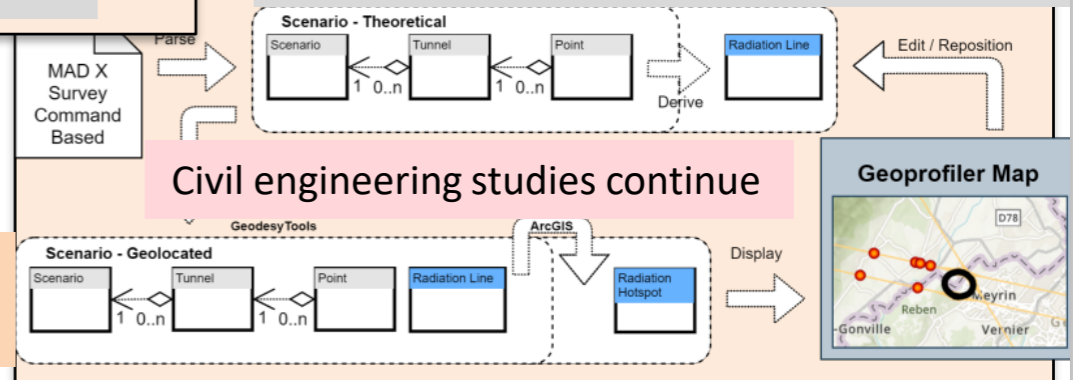 Parse
MAD X
Survey
Command
Based
Scenario - Theoretical
Scenario
Tunnel
Point
1 0..n
1 0..n
Derive
Radiation Line
Edit / Reposition
Civil engineering studies continue
GeodesyTools
ArcGIS
Scenario - Geolocated
Scenario
Tunnel
Point
1 0..n
1 0..n
Radiation Line
Radiation
Hotspot
Display
Geoprofiler Map
D78
Meyrin
Reben
-Gonville
Vernier